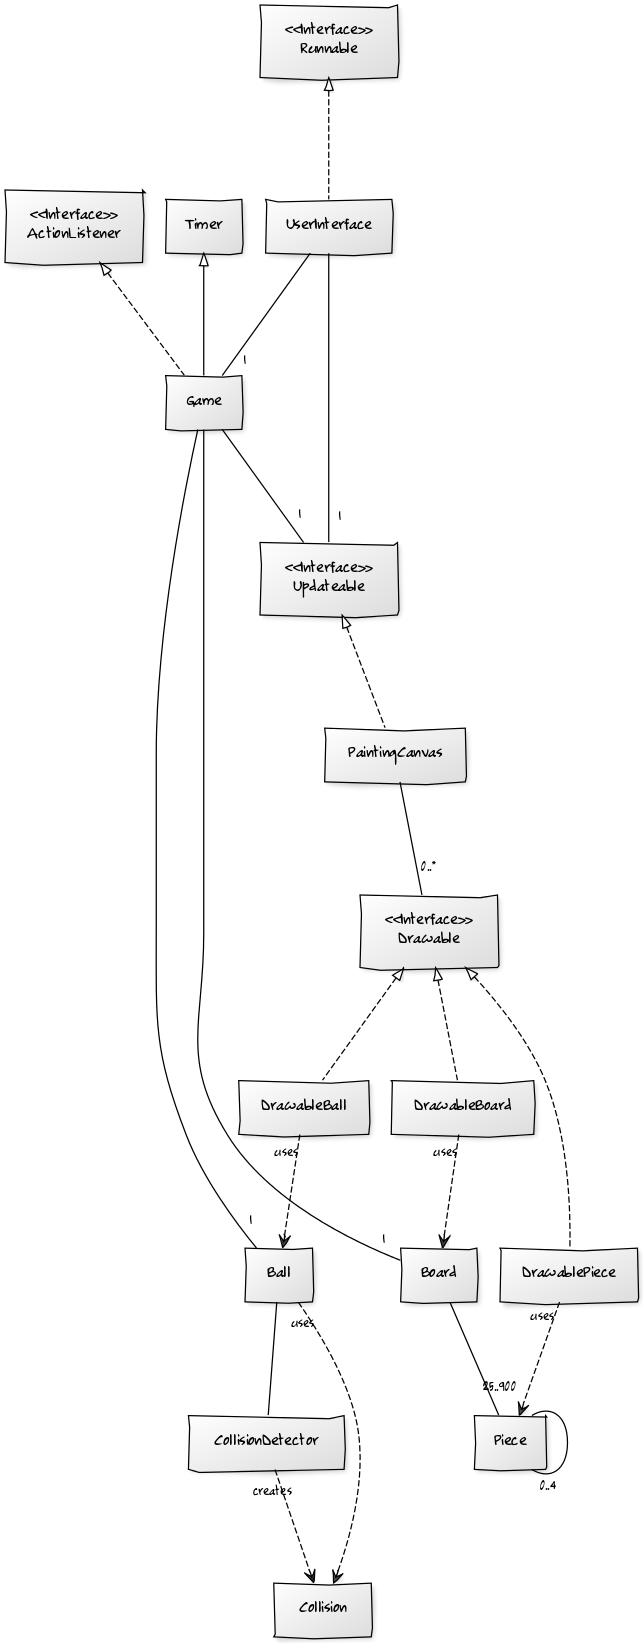 <<Interface>>
Runnable
<<Interface>>
ActionListener
Timer
UserInterface
1
Game
1
1
<<Interface>>
Updateable
PaintingCanvas
0..*
<<Interface>>
Drawable
DrawableBall
DrawableBoard
uses
uses
1
1
Ball
Board
DrawablePiece
uses
uses
25..900
CollisionDetector
Piece
0..4
creates
Collision